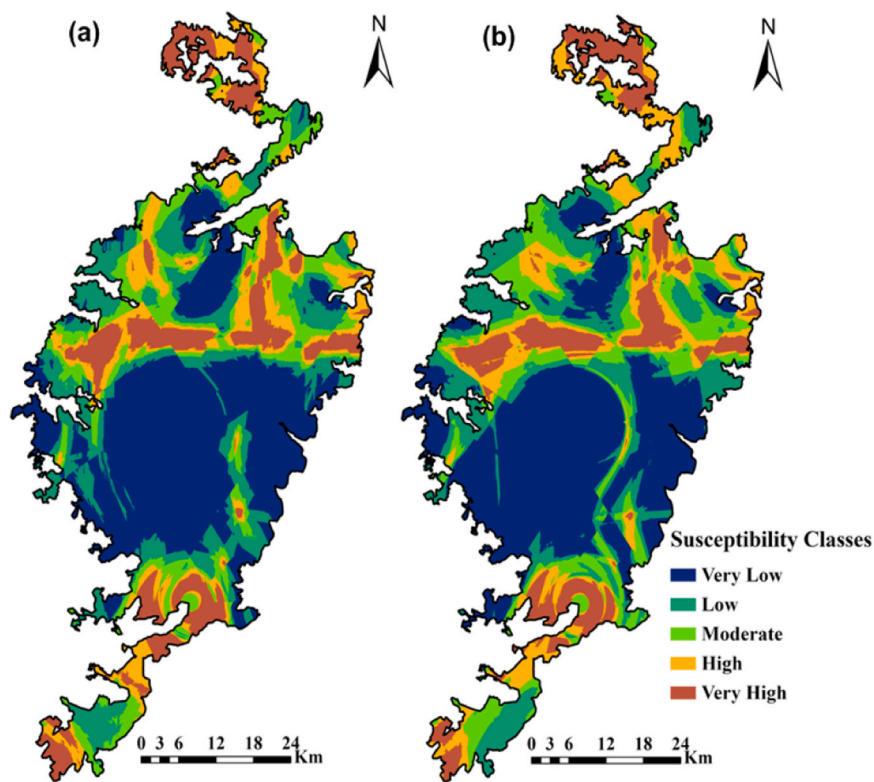 (a)
N
(b)
N
Susceptibility Classes
Very Low
Low
Moderate
High
Very High
0 3 6 12 18 24
Km
0 3 6 12 18 24
Km